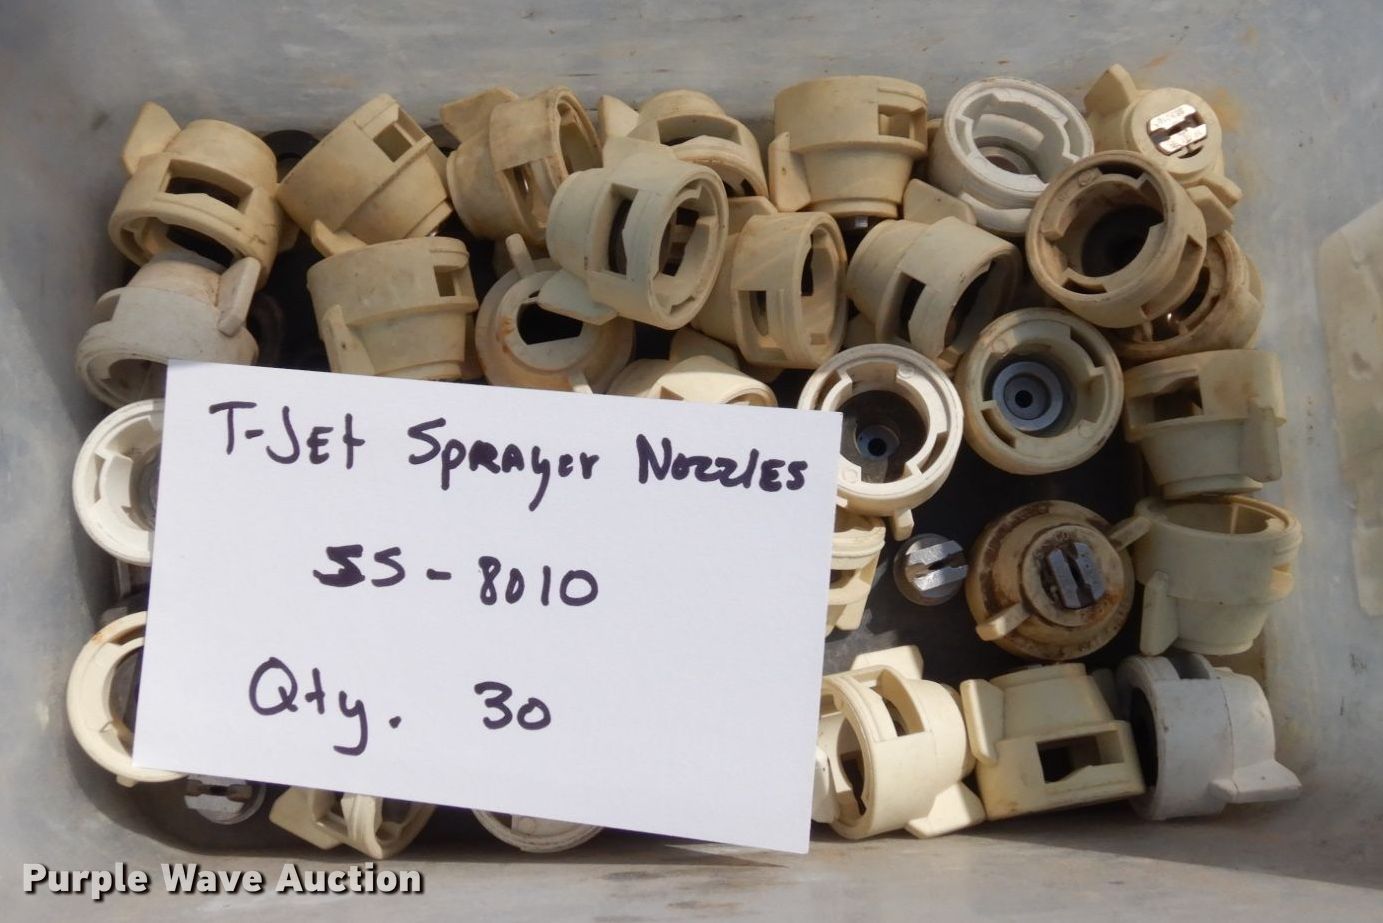 T-Jet Sprayer Nozzles
SS-8010
Qty. 30
Purple Wave Auction